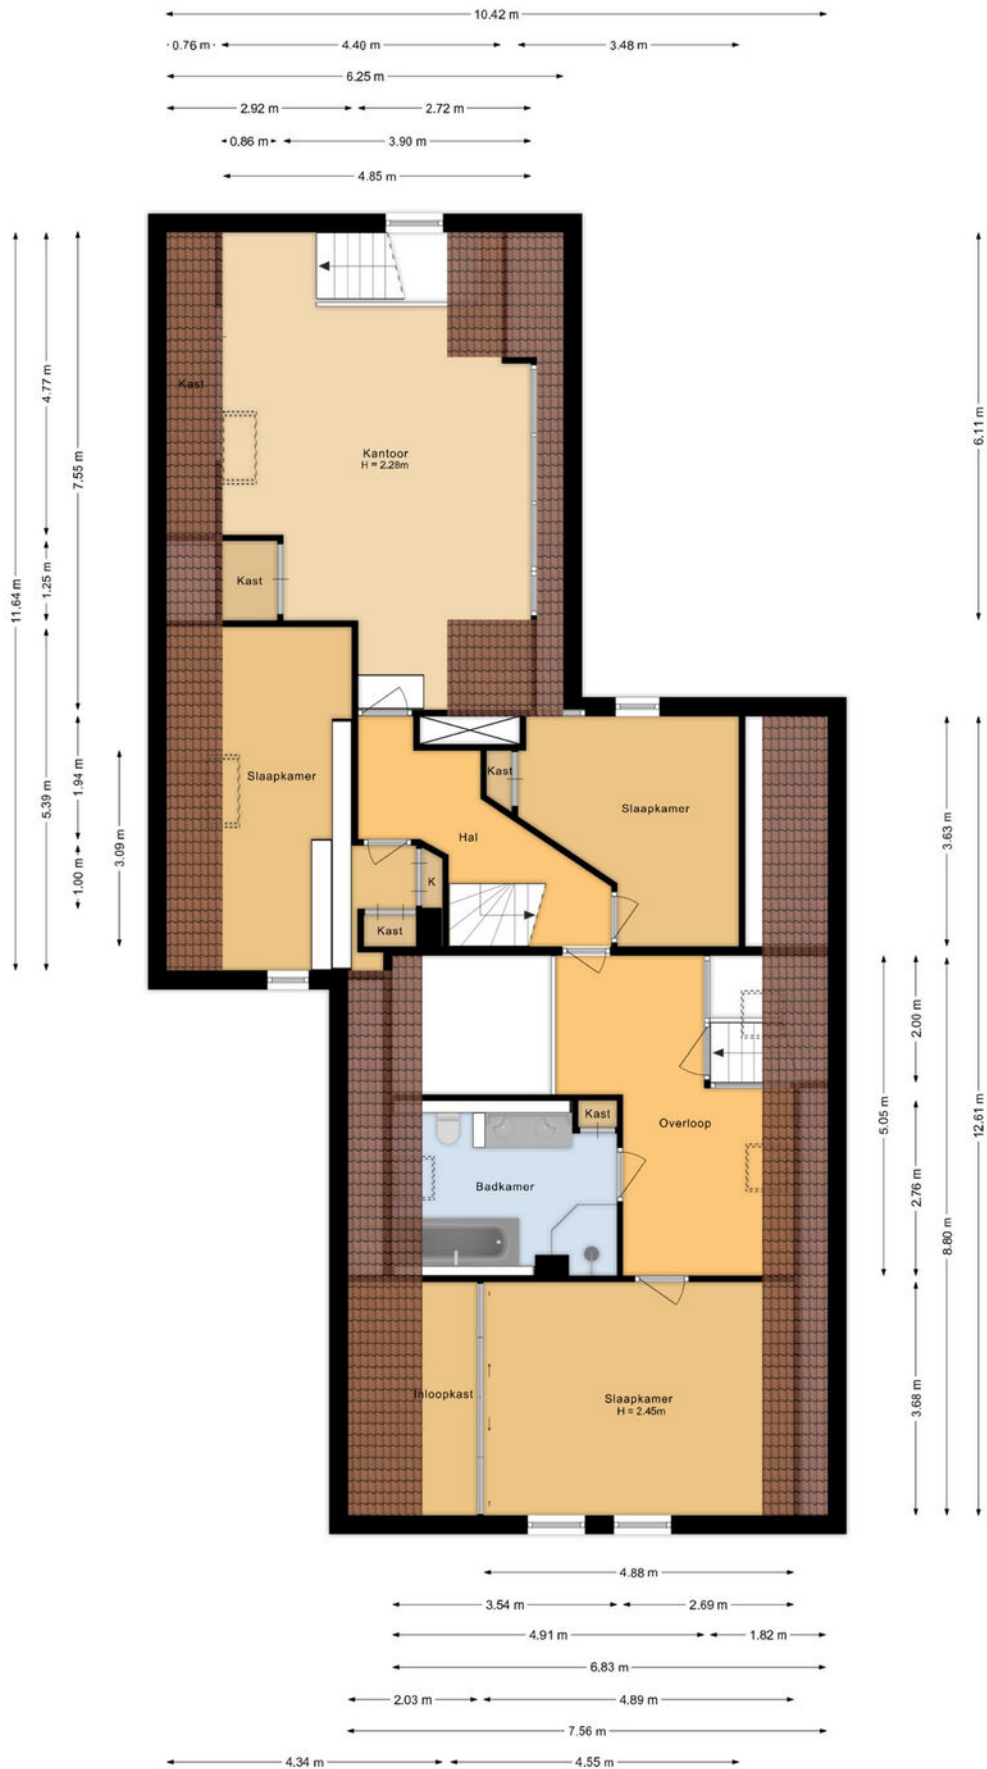 10.42 m
0.76 m
4.40 m
3.48 m
6.25 m
2.92 m
2.72 m
0.86 m
3.90 m
4.85 m
11.64 m
4.77 m
7.55 m
6.11 m
Kast
Kantoor
H = 2.28m
1.25 m
Kast
5.39 m
1.94 m
3.09 m
1.00 m
Slaapkamer
Kast
Slaapkamer
Hal
K
Kast
3.63 m
2.00 m
5.05 m
12.61 m
Kast
Overloop
2.76 m
Badkamer
8.80 m
Inloopkast
Slaapkamer
H = 2.45m
3.68 m
4.88 m
3.54 m
2.69 m
4.91 m
1.82 m
6.83 m
2.03 m
4.89 m
7.56 m
4.34 m
4.55 m